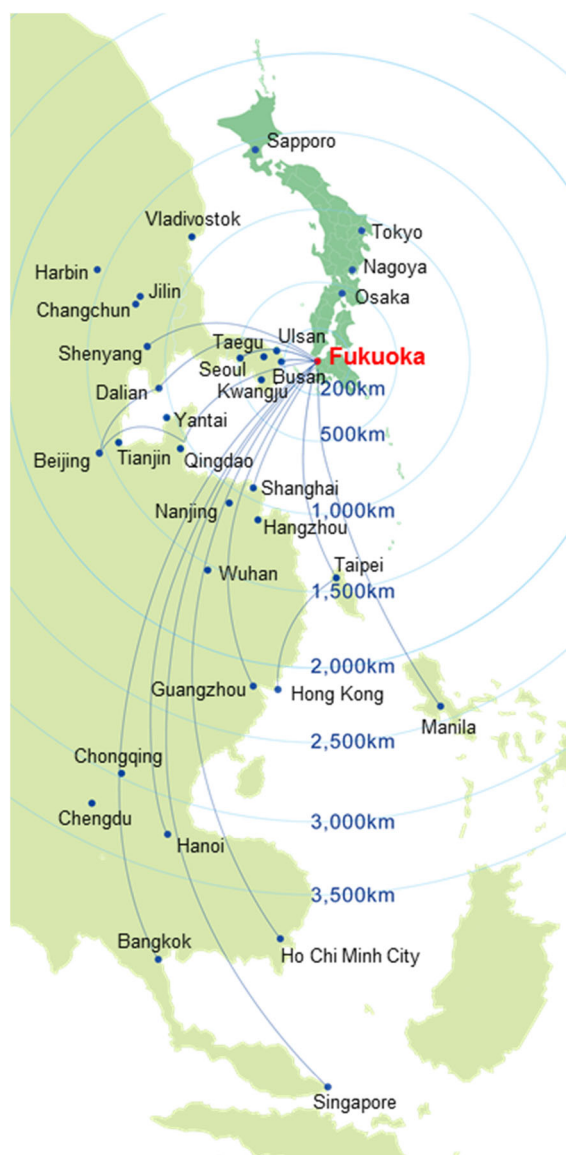 Sapporo
Vladivostok
Tokyo
Harbin
Nagoya
Jilin
Osaka
Changchun
Ulsan
Taegu
Shenyang
Fukuoka
Seoul
Busan
Kwangju
200km
Dalian
Yantai
500km
Beijing
Tianjin
Qingdao
Shanghai
Nanjing
1,000km
Hangzhou
Taipei
Wuhan
1,500km
2,000km
Guangzhou
Hong Kong
Manila
2,500km
Chongqing
3,000km
Chengdu
Hanoi
3,500km
Bangkok
Ho Chi Minh City
Singapore